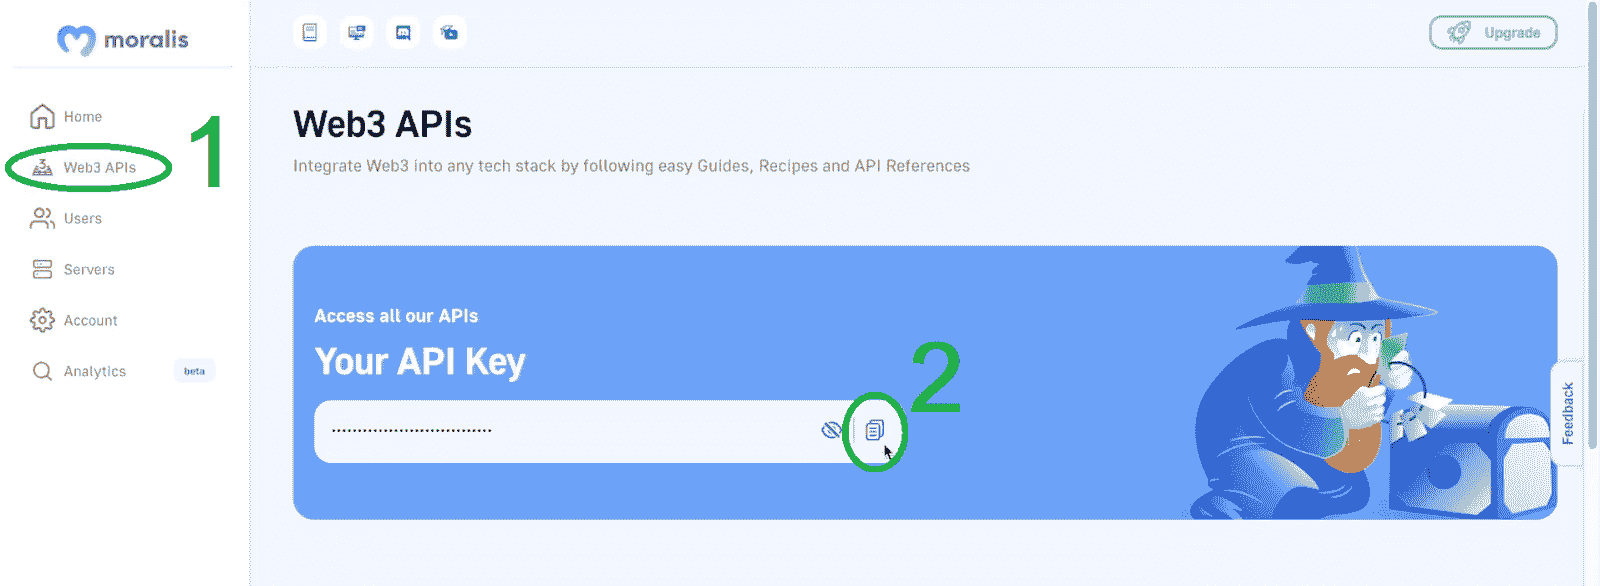 moralis
Upgrade
Home
Web3 APIs
1
Users
Servers
Account
Analytics beta
Web3 APIs
Integrate Web3 into any tech stack by following easy Guides, Recipes and API References
Access all our APIs
Your API Key
2
••••••••••••••••••••••••••••••••
Feedback